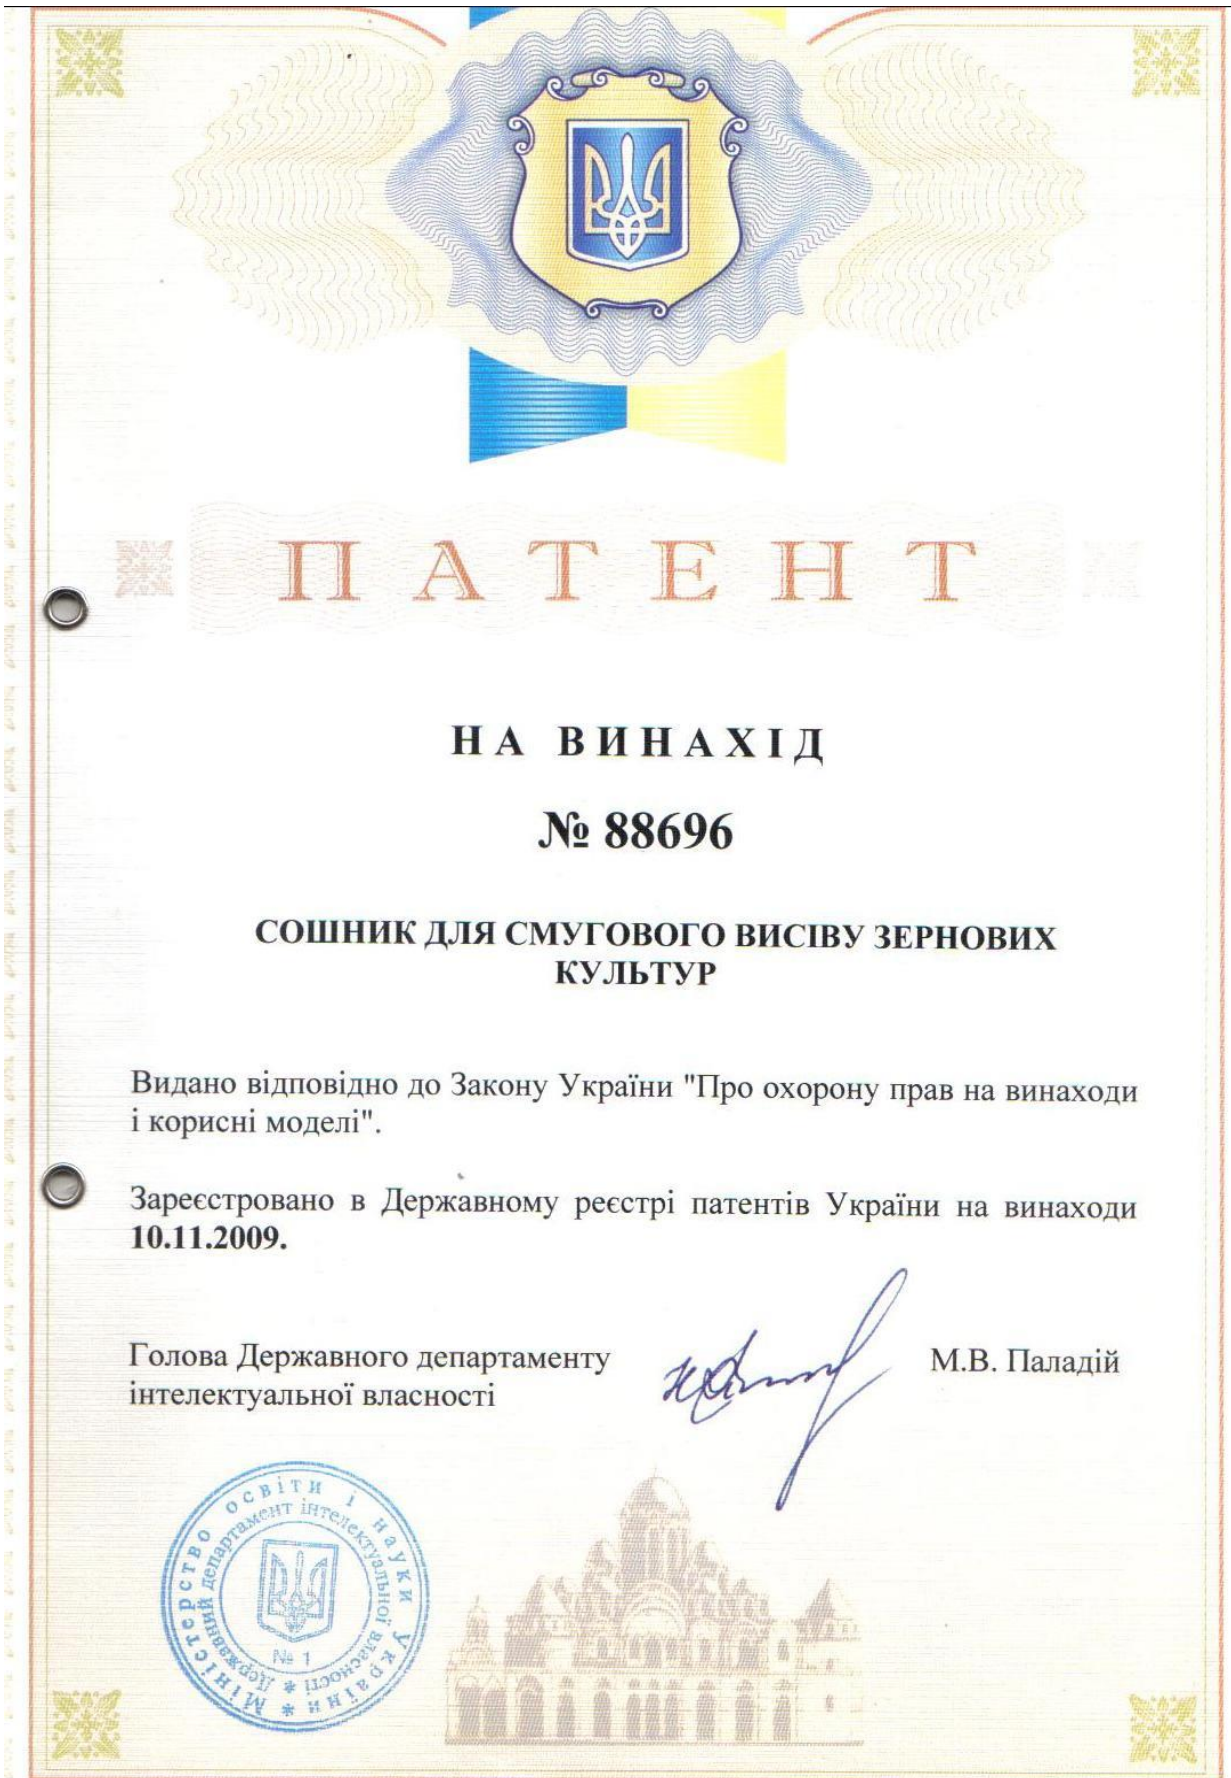 ПАТЕНТ
НА ВИНАХІД
№ 88696
СОШНИК ДЛЯ СМУГОВОГО ВИСІВУ ЗЕРНОВИХ
КУЛЬТУР
Видано відповідно до Закону України "Про охорону прав на винаходи
і корисні моделі".
Зареєстровано в Державному реєстрі патентів України на винаходи
10.11.2009.
Голова Державного департаменту
інтелектуальної власності
М.В. Паладій
Міністерство освіти і науки України *
Державний департамент інтелектуальної власності *
№ 1